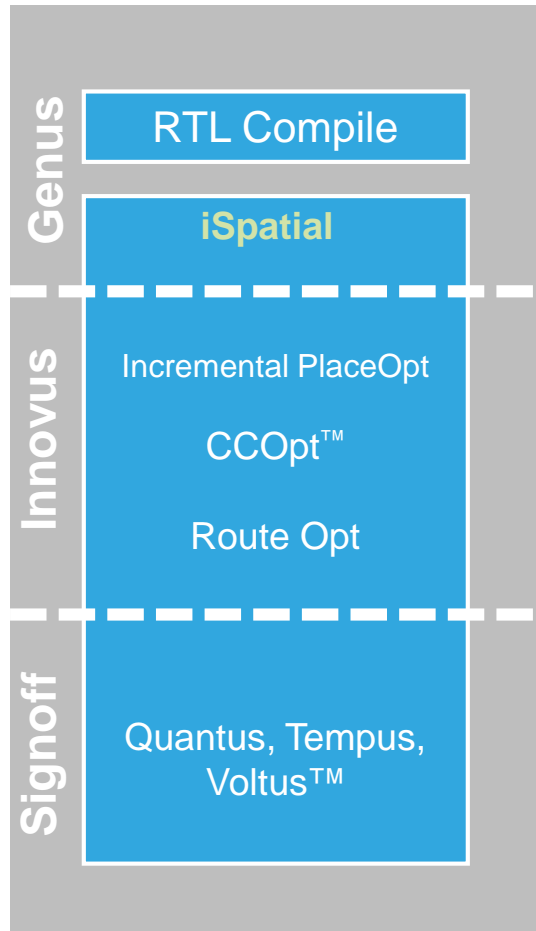 Genus
RTL Compile
iSpatial
Innovus
Incremental PlaceOpt
CCOpt™
Route Opt
Signoff
Quantus, Tempus,
Voltus™